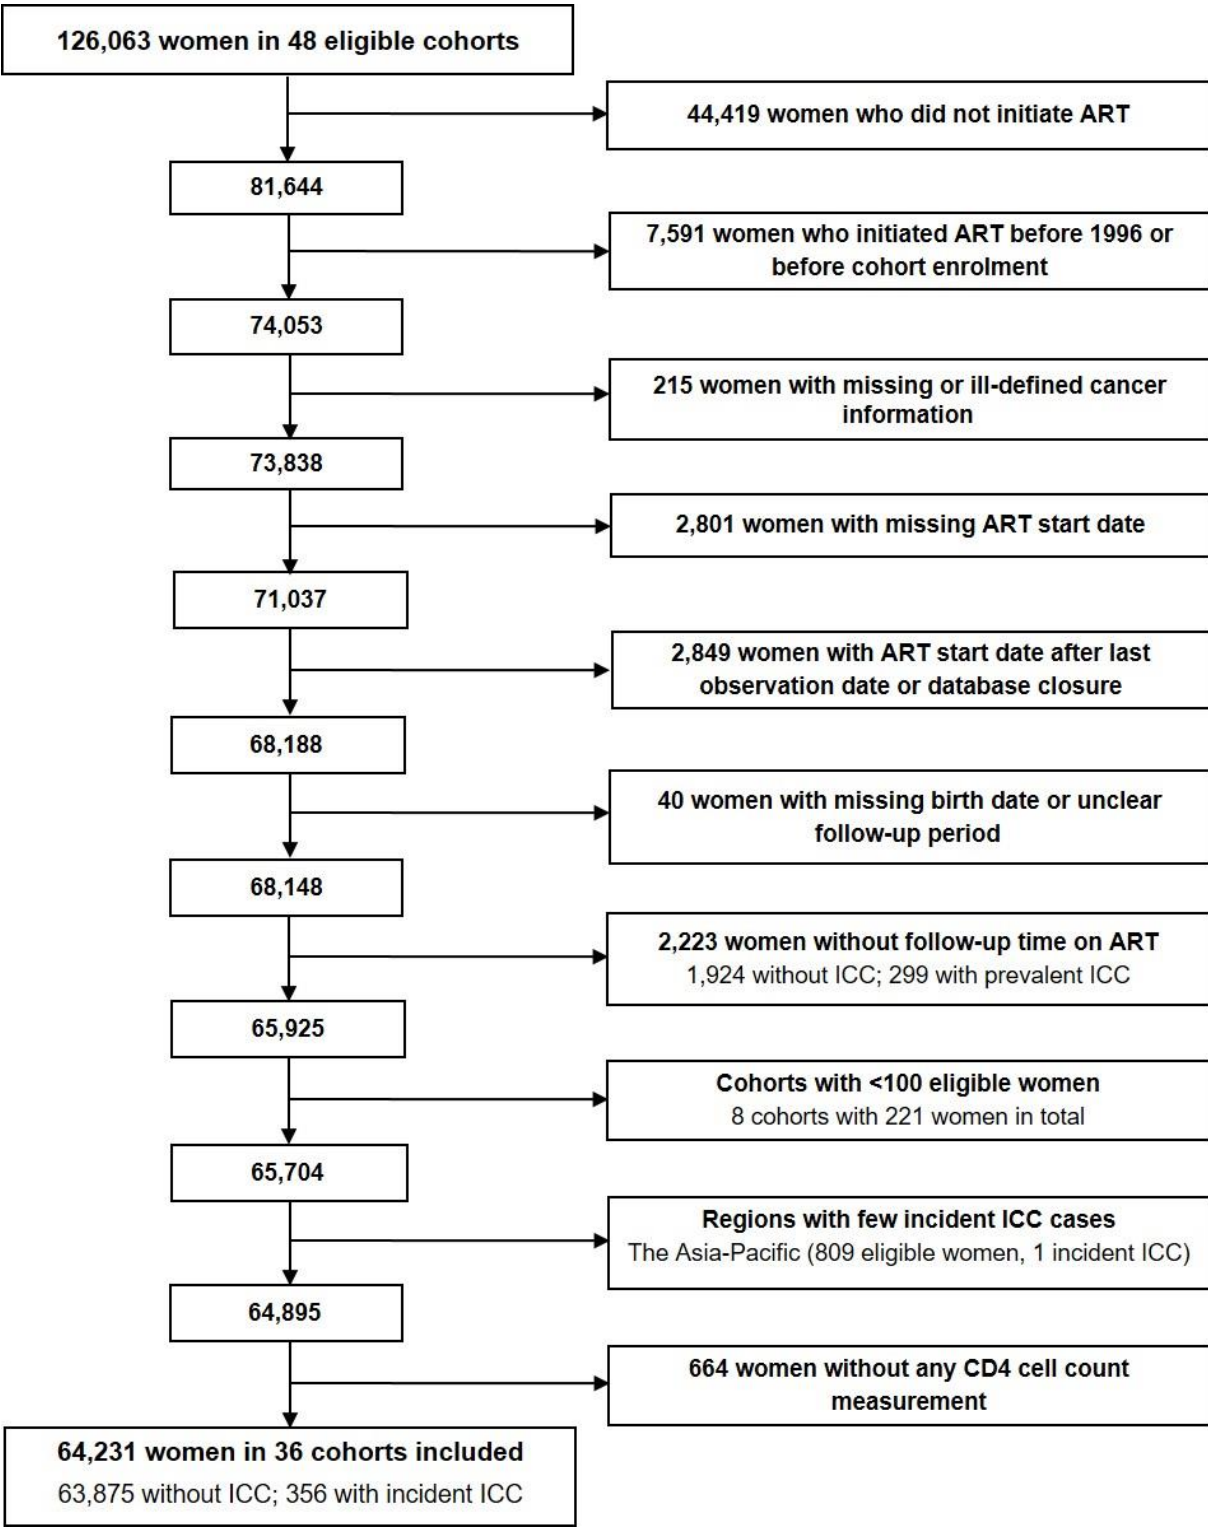 126,063 women in 48 eligible cohorts
44,419 women who did not initiate ART
81,644
7,591 women who initiated ART before 1996 or
before cohort enrolment
74,053
215 women with missing or ill-defined cancer
information
73,838
2,801 women with missing ART start date
71,037
2,849 women with ART start date after last
observation date or database closure
68,188
40 women with missing birth date or unclear
follow-up period
68,148
2,223 women without follow-up time on ART
1,924 without ICC; 299 with prevalent ICC
65,925
Cohorts with <100 eligible women
8 cohorts with 221 women in total
65,704
Regions with few incident ICC cases
The Asia-Pacific (809 eligible women, 1 incident ICC)
64,895
664 women without any CD4 cell count
measurement
64,231 women in 36 cohorts included
63,875 without ICC; 356 with incident ICC